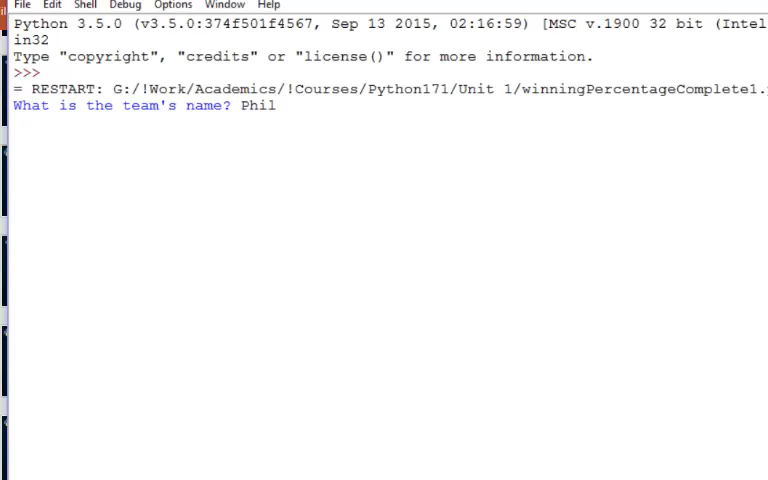 File Edit Shell Debug Options Window Help
Python 3.5.0 (v3.5.0:374f501f4567, Sep 13 2015, 02:16:59) [MSC v.1900 32 bit (Intel
in32
Type "copyright", "credits" or "license()" for more information.
>>>
= RESTART: G:/!Work/Academics/!Courses/Python171/Unit 1/winningPercentageComplete1.
What is the team's name? Phil